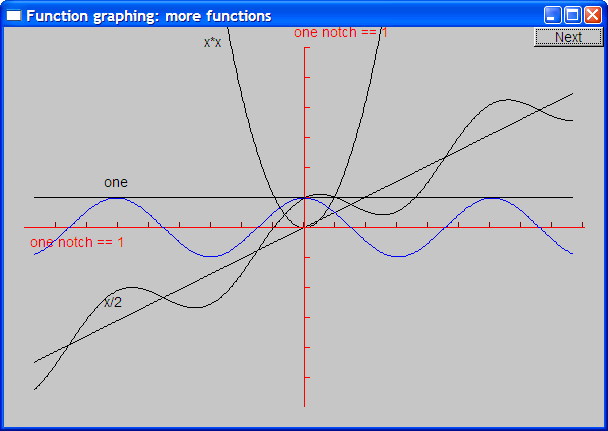 Function graphing: more functions
one notch == 1
Next
x*x
one
one notch == 1
x/2